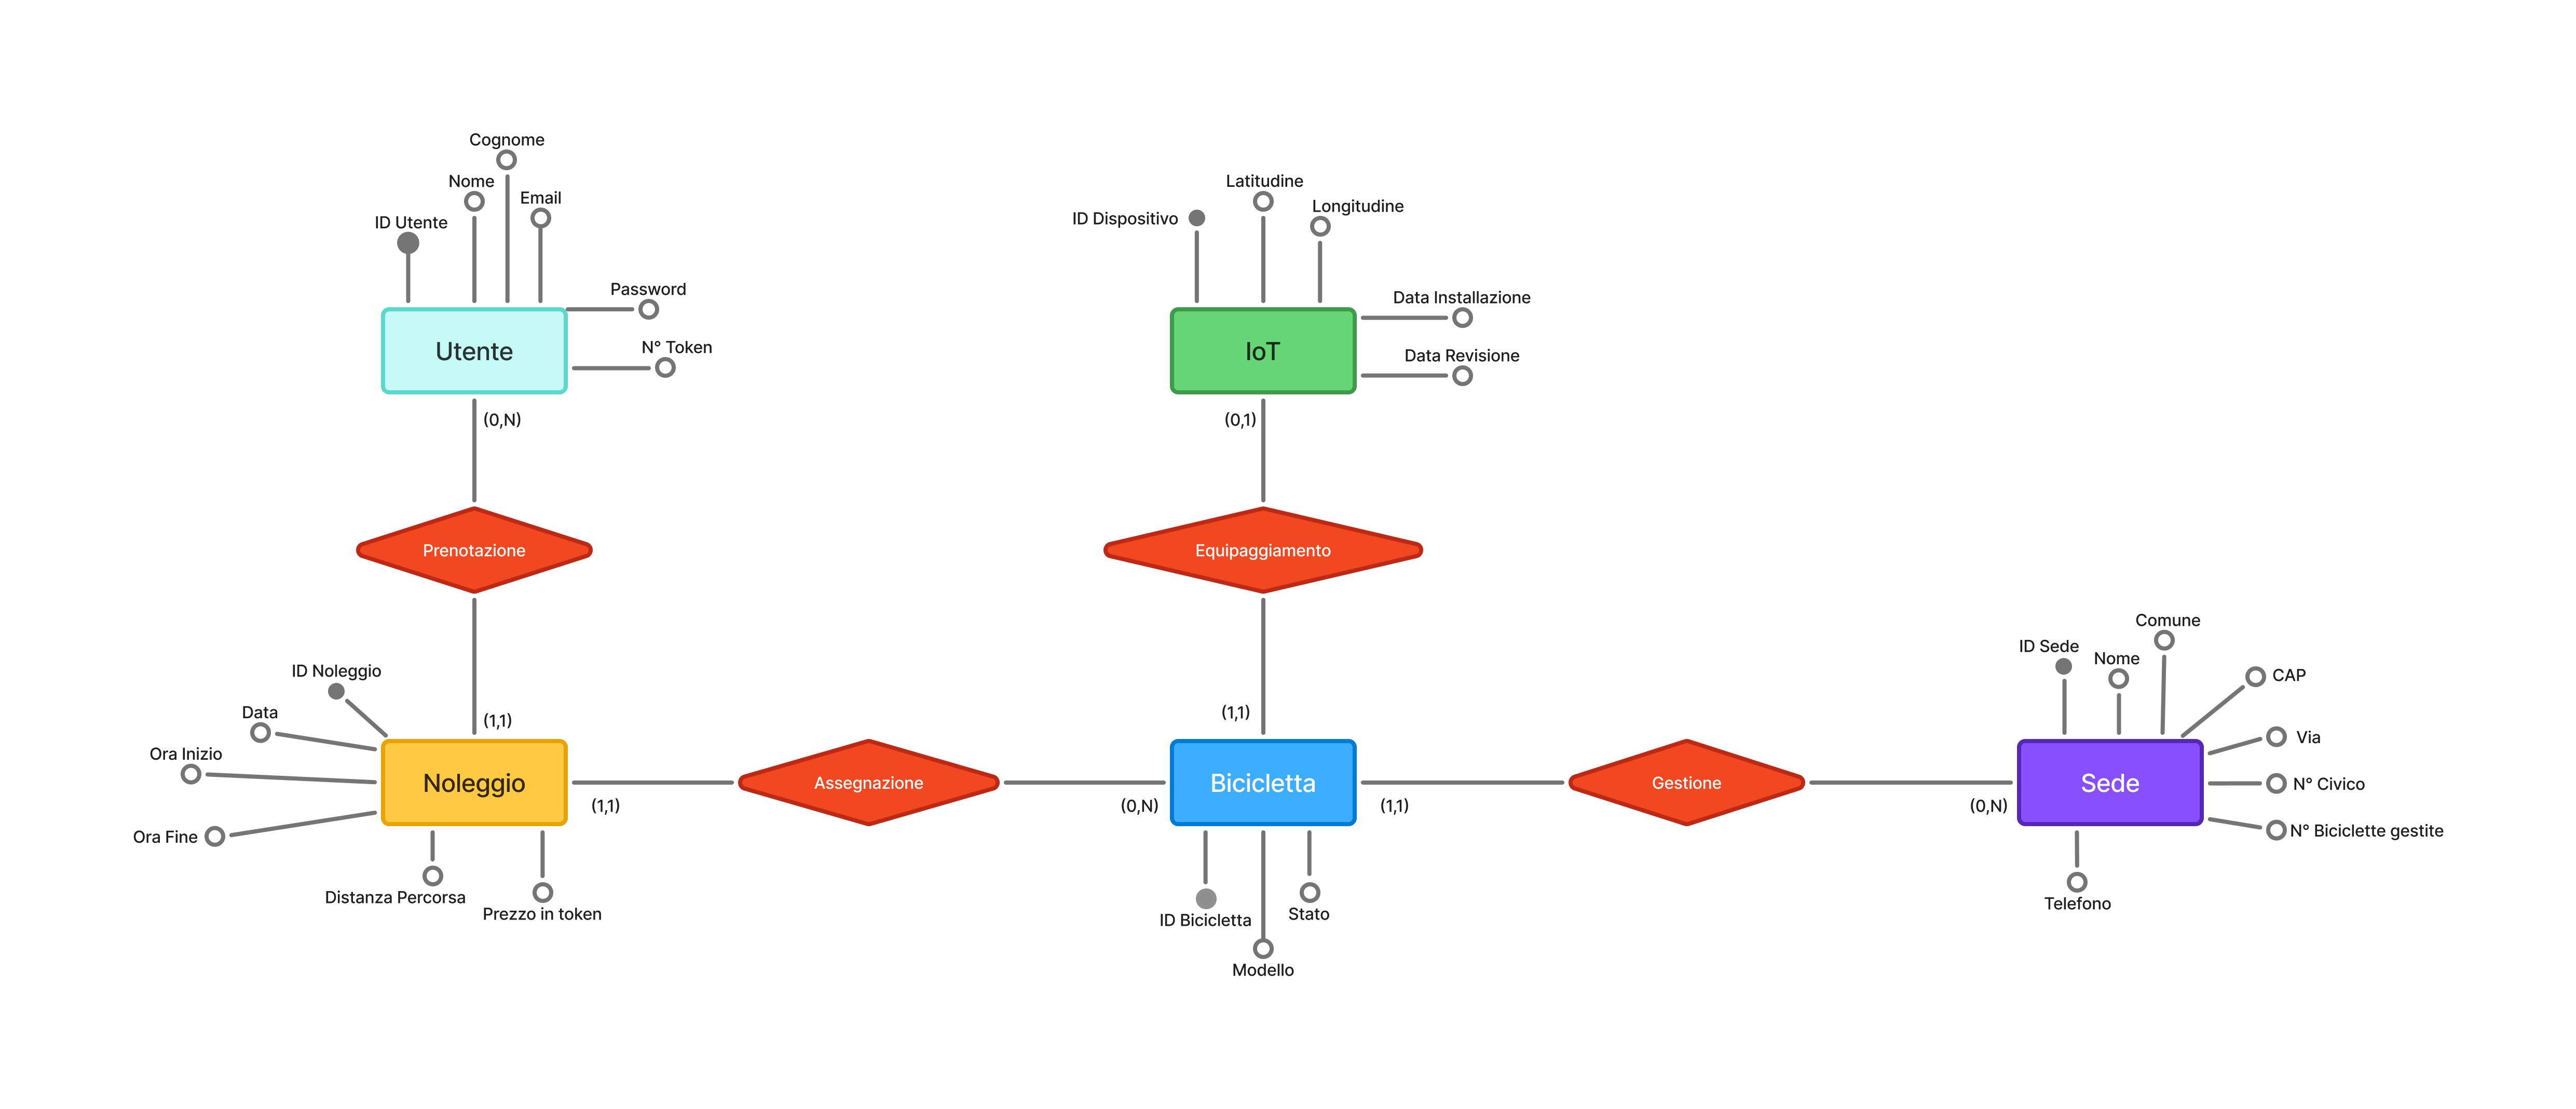 Cognome
Nome
Email
ID Utente
Password
N° Token
Utente
(0,N)
Prenotazione
(1,1)
ID Noleggio
Data
Ora Inizio
Ora Fine
Noleggio
Distanza Percorsa
Prezzo in token
(1,1)
Assegnazione
(0,N)
Latitudine
Longitudine
ID Dispositivo
Data Installazione
Data Revisione
IoT
(0,1)
Equipaggiamento
(1,1)
Bicicletta
(1,1)
ID Bicicletta
Stato
Modello
Gestione
(0,N)
Comune
ID Sede
Nome
CAP
Via
Sede
N° Civico
N° Biciclette gestite
Telefono